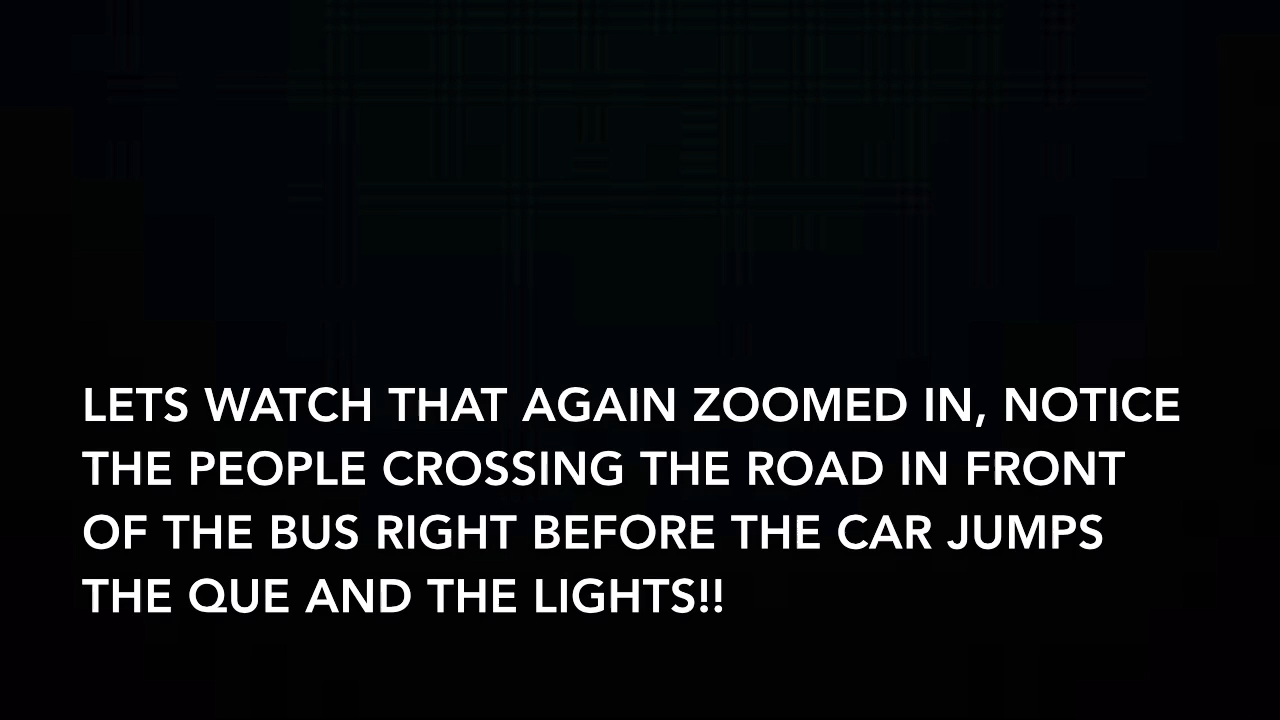 LETS WATCH THAT AGAIN ZOOMED IN, NOTICE
THE PEOPLE CROSSING THE ROAD IN FRONT
OF THE BUS RIGHT BEFORE THE CAR JUMPS
THE QUE AND THE LIGHTS!!